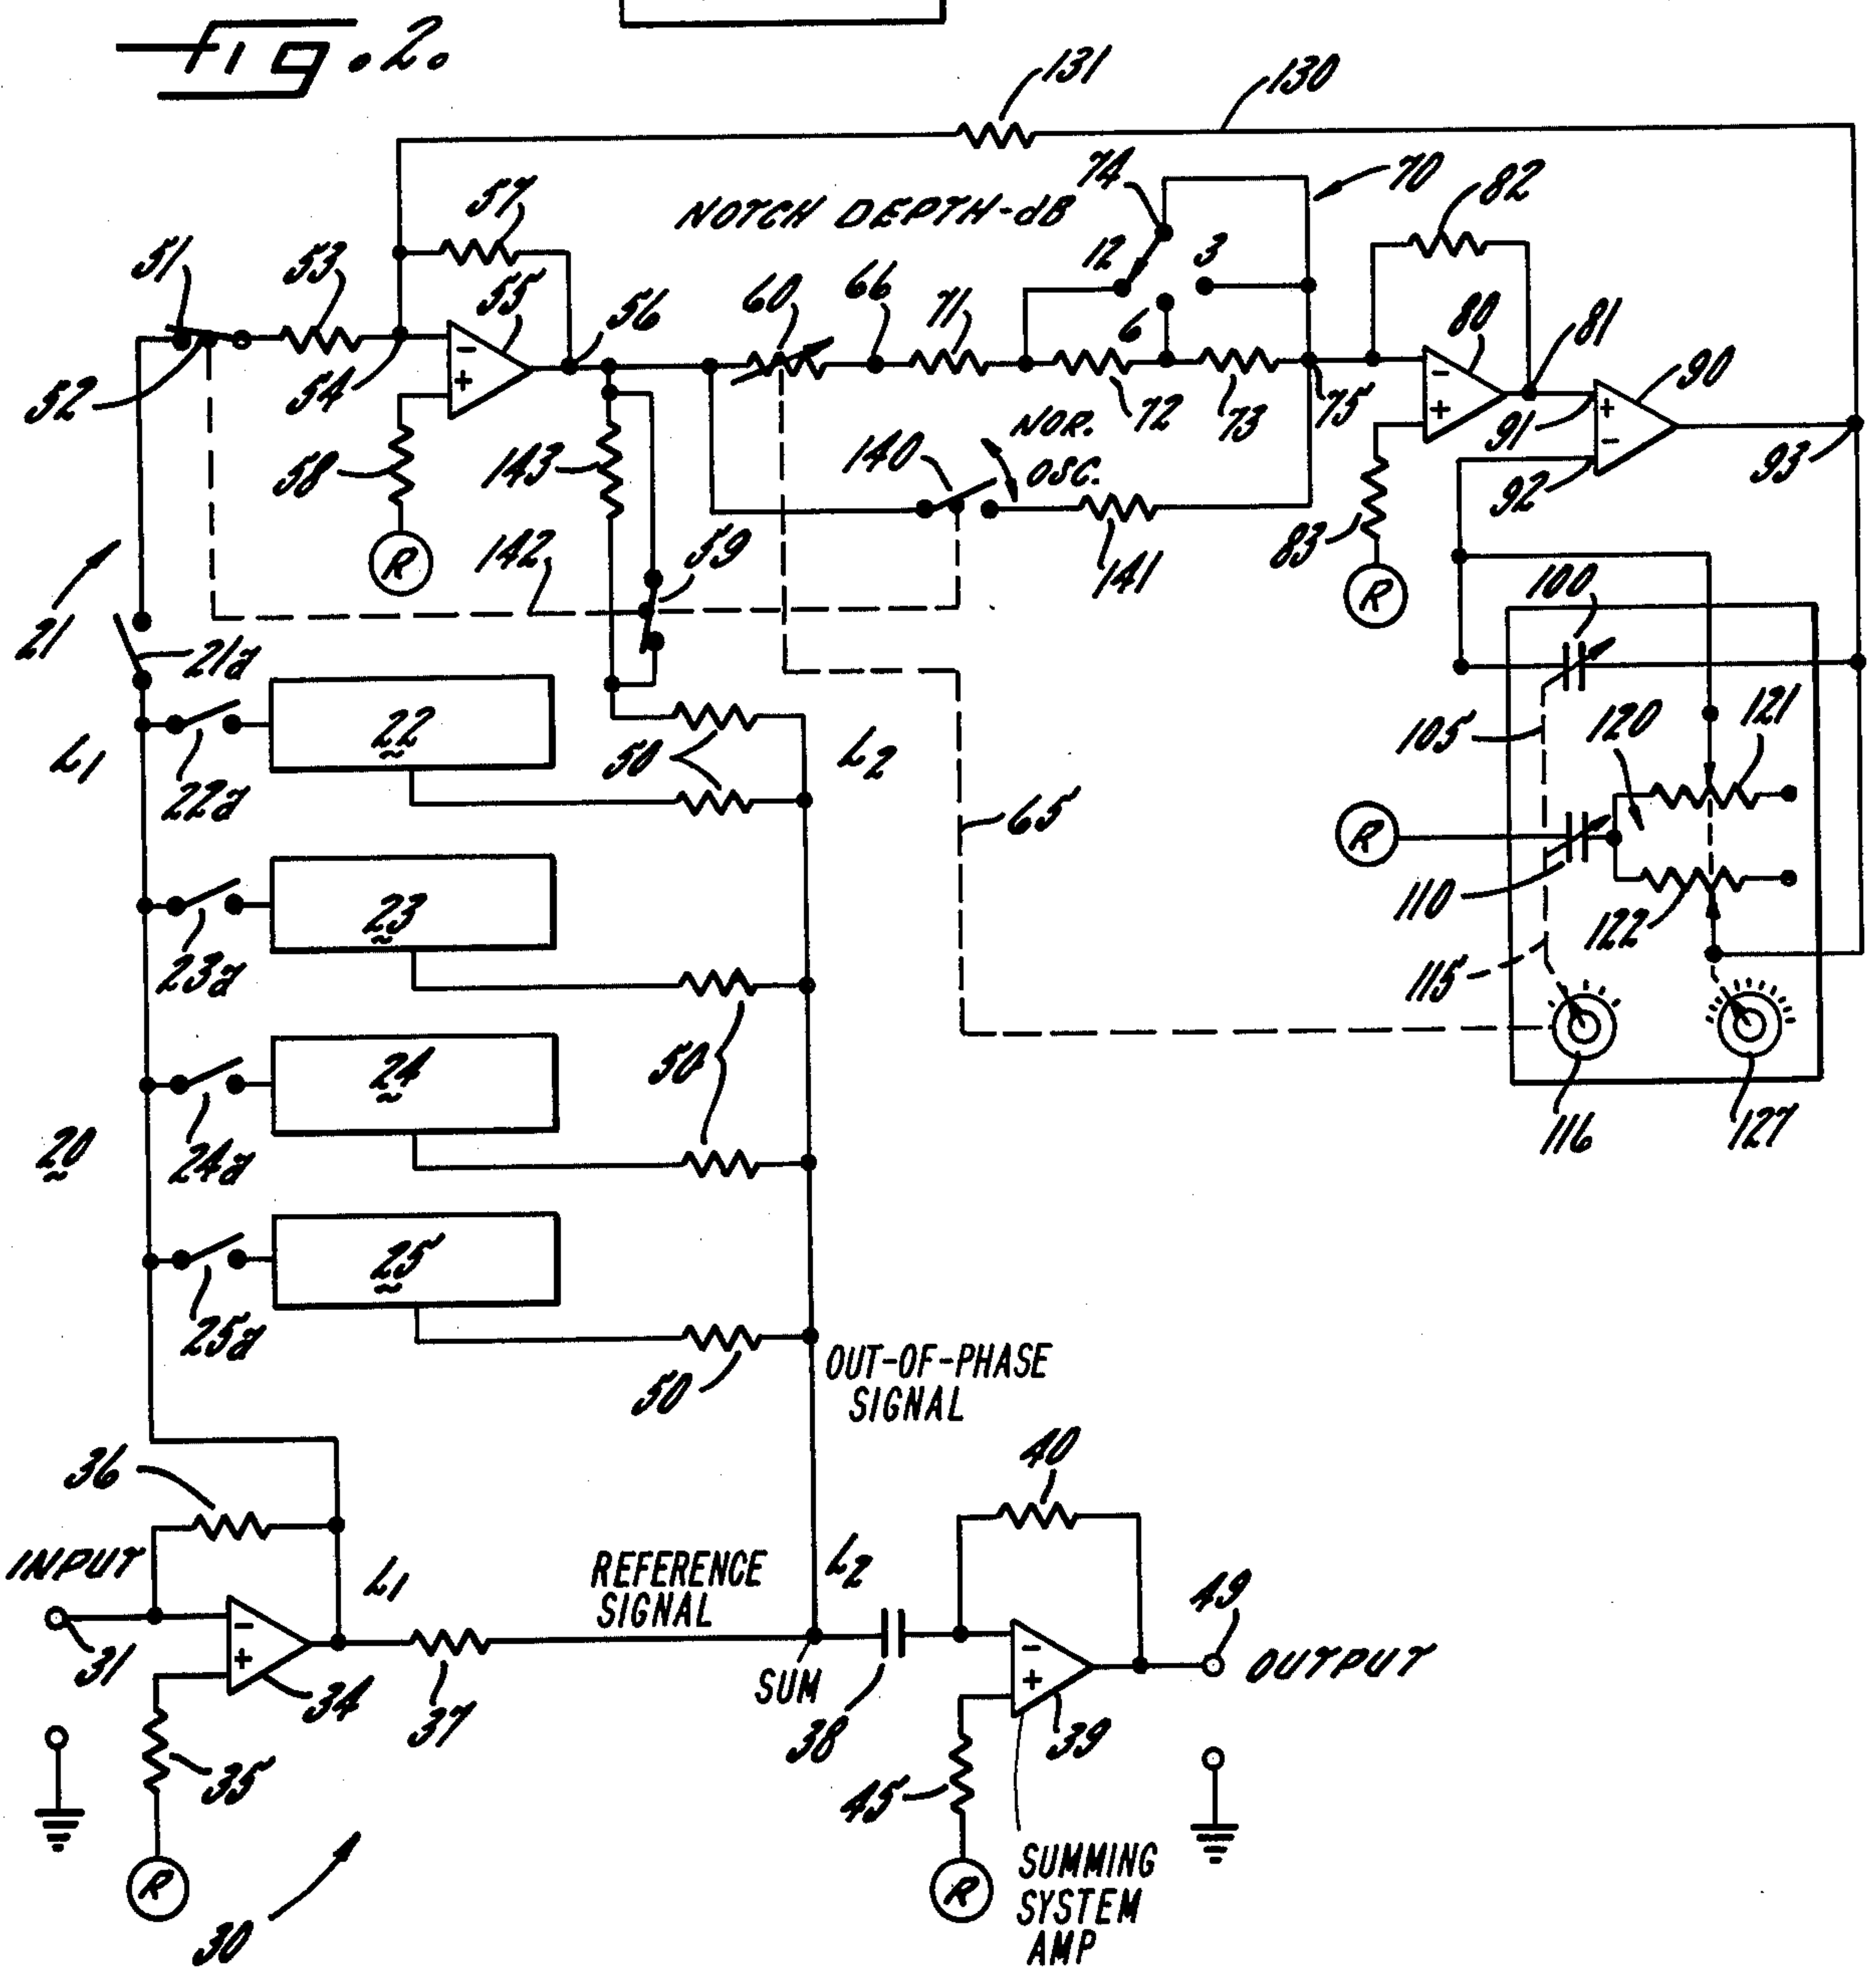 Fig. 2.
131
130
57
NOTCH DEPTH-dB
74
70
82
51
53
55
56
60
66
71
12
3
6
80
81
90
52
54
58
143
72
73
75
91
92
93
140
NOR.
OSC.
83
R
142
59
141
R
100
21
21a
22
L1
22a
50
L2
65
105
120
121
R
110
122
115
23
23a
50
24
20
24a
116
127
25
25a
50
OUT-OF-PHASE
SIGNAL
36
40
INPUT
L1
REFERENCE
SIGNAL
L2
49
31
34
37
SUM
38
39
OUTPUT
35
45
R
30
R
SUMMING
SYSTEM
AMP